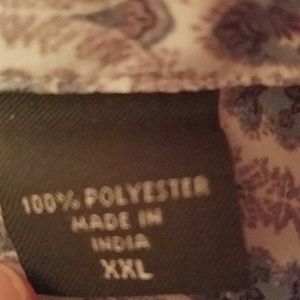 100% POLYESTER
MADE IN
INDIA
XXL